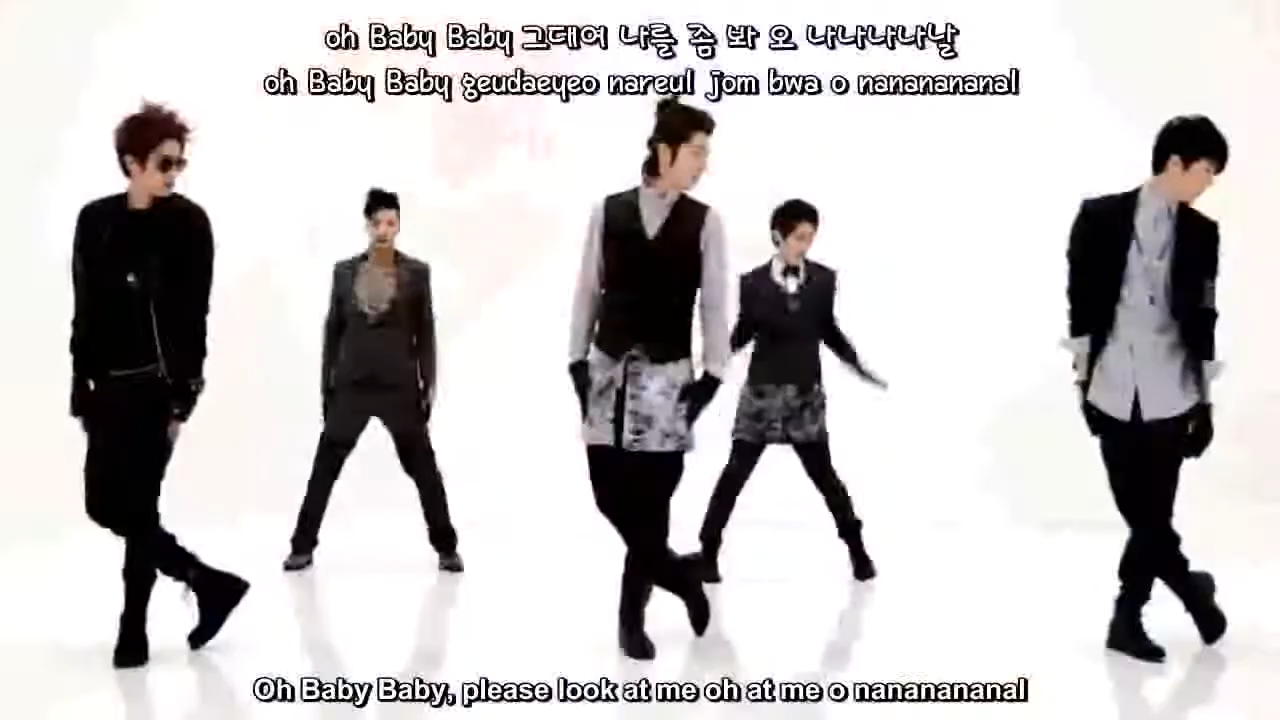 oh Baby Baby 그대여 나를 좀 봐 오 나나나나날
oh Baby Baby geudaeyeo nareul jom bwa o nananananal
Oh Baby Baby, please look at me oh at me o nanananananal